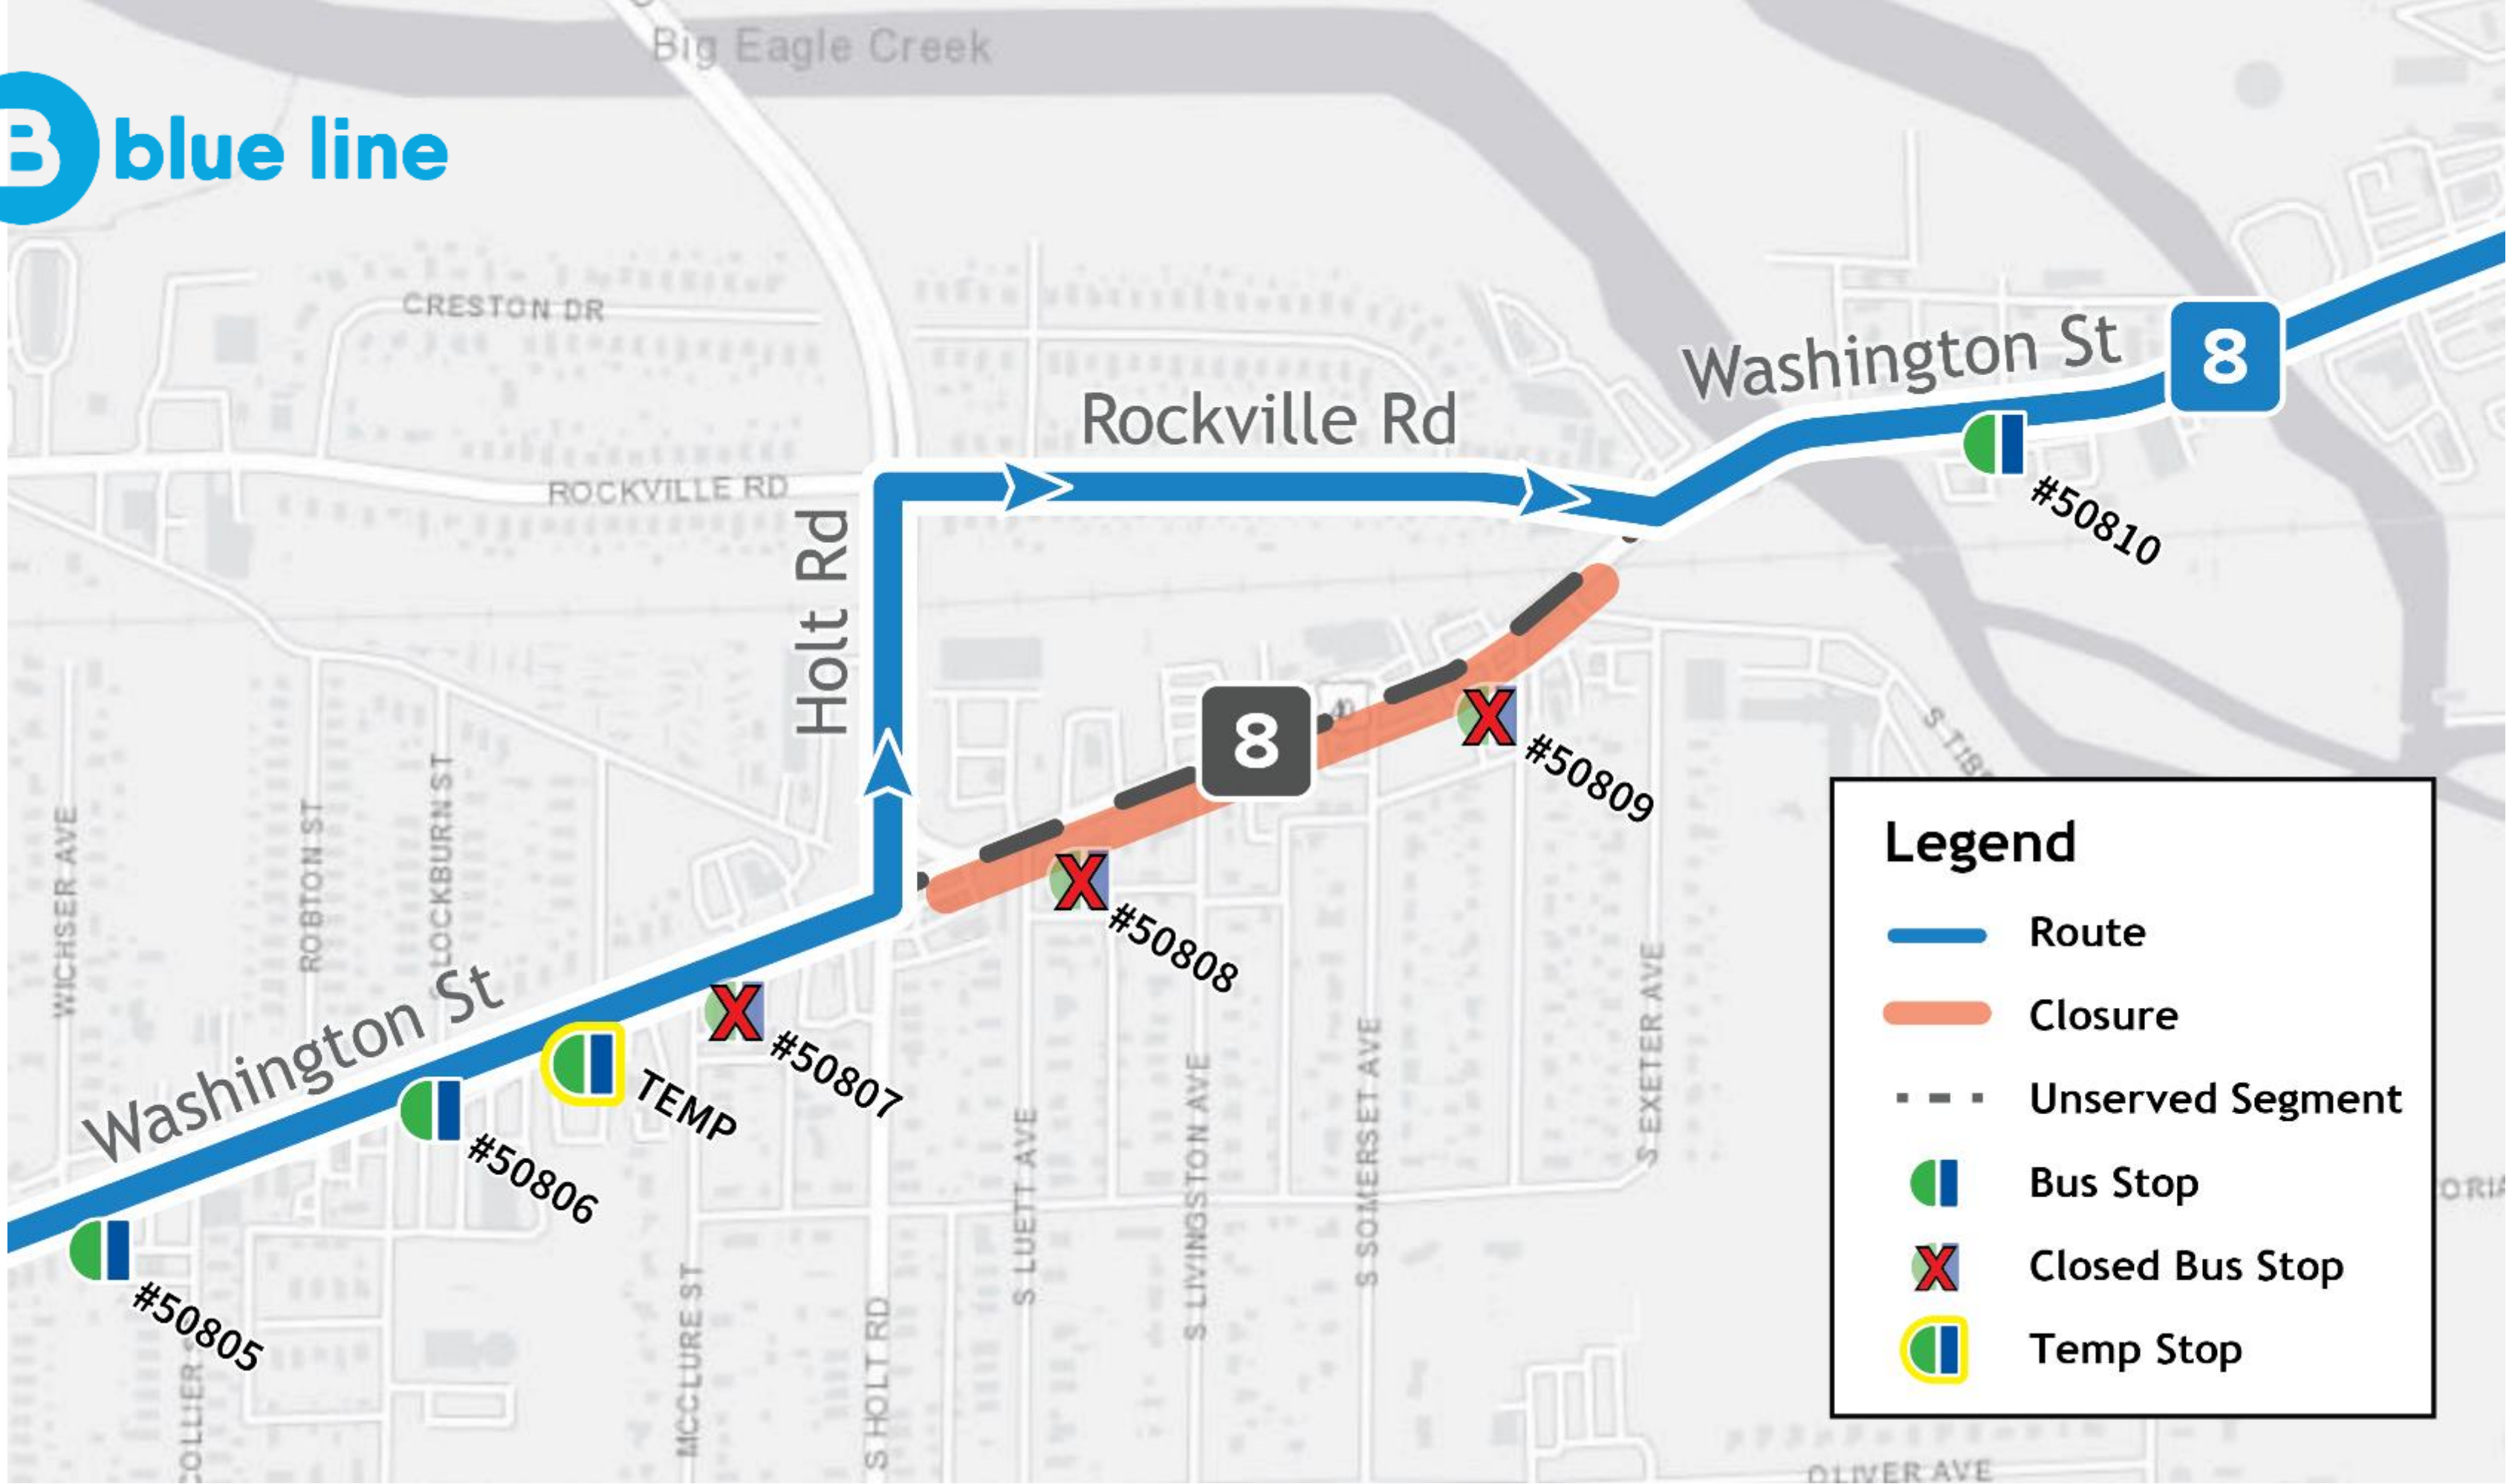 Big Eagle Creek
B blue line
CRESTON DR
Washington St
8
Rockville Rd
ROCKVILLE RD
#50810
Holt Rd
8
#50809
#50808
#50807
TEMP
#50806
#50805
Washington St
WICHSER AVE
ROBTON ST
LOCKBURN ST
MCCLURE ST
S HOLT RD
S LUETT AVE
S LIVINGSTON AVE
S SOMERSET AVE
S EXETER AVE
OLIVER AVE
Legend
Route
Closure
Unserved Segment
Bus Stop
Closed Bus Stop
Temp Stop